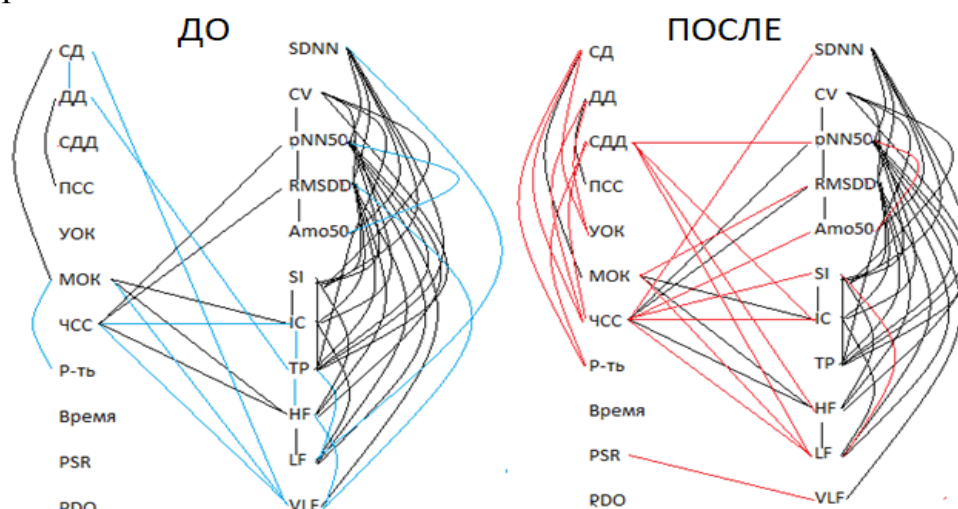 ДО
ПОСЛЕ
СД
ДД
СДД
ПСС
УОК
МОК
ЧСС
Р-ть
Время
PSR
SDNN
CV
pNN50
RMSDD
Amo50
SI
IC
TP
HF
LF
VLF
СД
ДД
СДД
ПСС
УОК
МОК
ЧСС
Р-ть
Время
PSR
PDO
SDNN
CV
pNN50
RMSDD
Amo50
SI
IC
TP
HF
LF
VLF